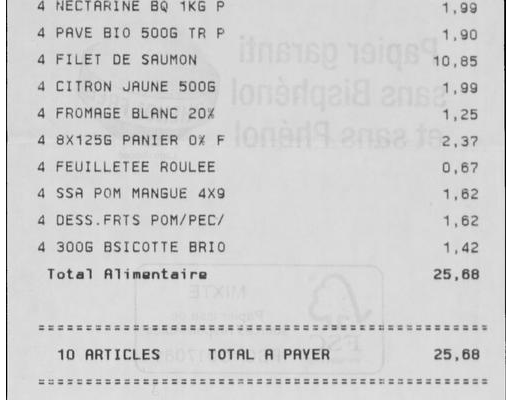 4 NECTARINE BQ 1KG P 1,99
4 PAVE BIO 500G TR P 1,90
4 FILET DE SAUMON 10,85
4 CITRON JAUNE 500G 1,99
4 FROMAGE BLANC 20% 1,25
4 8X125G PANIER 0% F 2,37
4 FEUILLETEE ROULEE 0,67
4 SSA POM MANGUE 4X9 1,62
4 DESS.FRTS POM/PEC/ 1,62
4 300G BSICOTTE BRIO 1,42
Total Alimentaire 25,68
10 ARTICLES TOTAL A PAYER 25,68
Papier garanti
sans Bisphénol
et sans Phénol
MIXTE
FSC